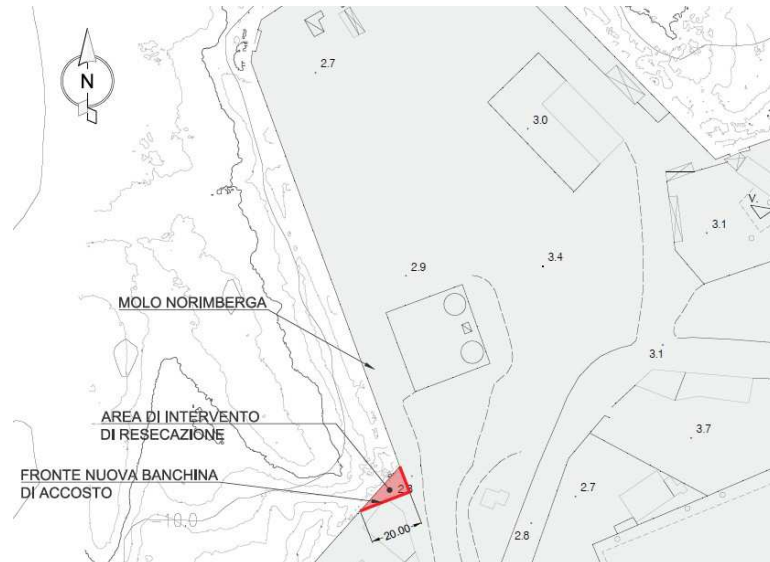 N
2.7
3.0
3.1
V.
2.9
3.4
MOLO NORIMBERGA
3.1
AREA DI INTERVENTO
DI RESECAZIONE
3.7
FRONTE NUOVA BANCHINA
DI ACCOSTO
2.7
-10.0
20.00
2.8